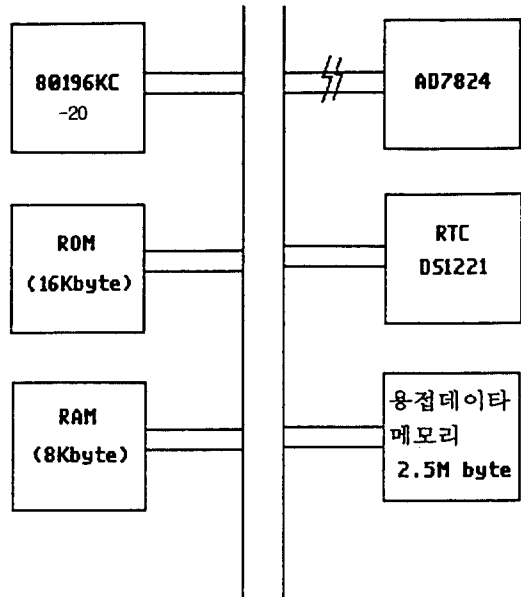 80196KC
-20
AD7824
ROM
(16Kbyte)
RTC
DS1221
RAM
(8Kbyte)
용접데이타
메모리
2.5M byte